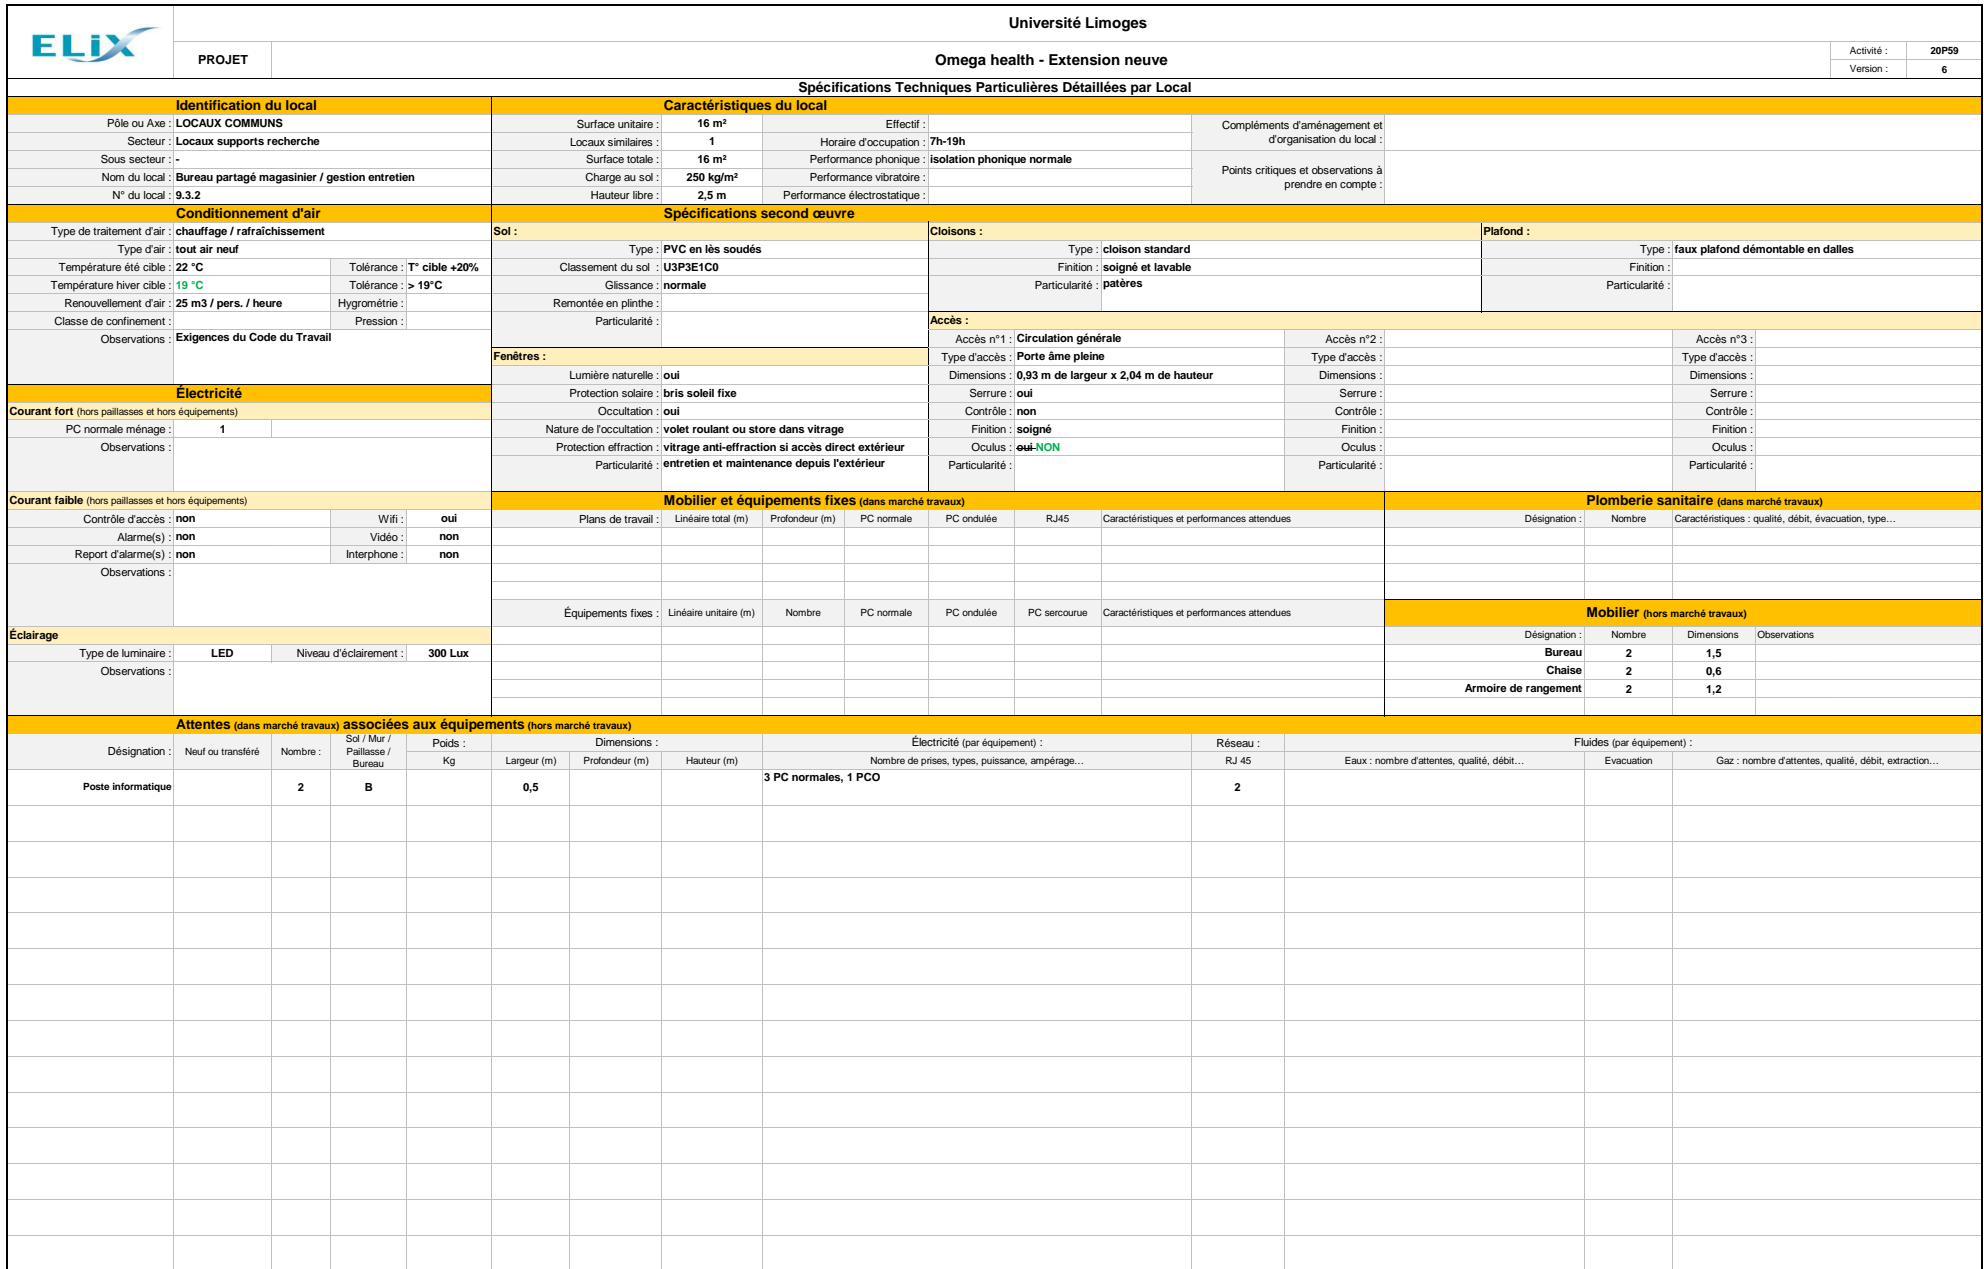 ELiX
Université Limoges
PROJET
Omega health - Extension neuve
Activité : 20P59
Version : 6
Spécifications Techniques Particulières Détaillées par Local
Identification du local
Pôle ou Axe : LOCAUX COMMUNS
Secteur : Locaux supports recherche
Sous secteur : -
Nom du local : Bureau partagé magasinier / gestion entretien
N° du local : 9.3.2
Caractéristiques du local
Surface unitaire : 16 m² Effectif :
Locaux similaires : 1 Horaire d'occupation : 7h-19h
Surface totale : 16 m² Performance phonique : isolation phonique normale
Charge au sol : 250 kg/m² Performance vibratoire :
Hauteur libre : 2,5 m Performance électrostatique :
Compléments d'aménagement et
d'organisation du local :
Points critiques et observations à
prendre en compte :
Conditionnement d'air
Type de traitement d'air : chauffage / rafraîchissement
Type d'air : tout air neuf
Température été cible : 22 °C Tolérance : T° cible +20%
Température hiver cible : 19 °C Tolérance : > 19°C
Renouvellement d'air : 25 m3 / pers. / heure Hygrométrie :
Classe de confinement : Pression :
Observations : Exigences du Code du Travail
Spécifications second œuvre
Sol :
Type : PVC en lès soudés
Classement du sol : U3P3E1C0
Glissance : normale
Remontée en plinthe :
Particularité :
Cloisons :
Type : cloison standard
Finition : soigné et lavable
Particularité : patères
Plafond :
Type : faux plafond démontable en dalles
Finition :
Particularité :
Fenêtres :
Lumière naturelle : oui
Protection solaire : bris soleil fixe
Occultation : oui
Nature de l'occultation : volet roulant ou store dans vitrage
Protection effraction : vitrage anti-effraction si accès direct extérieur
Particularité : entretien et maintenance depuis l'extérieur
Accès :
Accès n°1 : Circulation générale Accès n°2 : Accès n°3 :
Type d'accès : Porte âme pleine Type d'accès : Type d'accès :
Dimensions : 0,93 m de largeur x 2,04 m de hauteur Dimensions : Dimensions :
Serrure : oui Serrure : Serrure :
Contrôle : non Contrôle : Contrôle :
Finition : soigné Finition : Finition :
Oculus : oui NON Oculus : Oculus :
Particularité : Particularité : Particularité :
Électricité
Courant fort (hors paillasses et hors équipements)
PC normale ménage : 1
Observations :
Courant faible (hors paillasses et hors équipements)
Contrôle d'accès : non Wifi : oui
Alarme(s) : non Vidéo : non
Report d'alarme(s) : non Interphone : non
Observations :
Éclairage
Type de luminaire : LED Niveau d'éclairement : 300 Lux
Observations :
Mobilier et équipements fixes (dans marché travaux)
Plans de travail : Linéaire total (m) Profondeur (m) PC normale PC ondulée RJ45 Caractéristiques et performances attendues
Équipements fixes : Linéaire unitaire (m) Nombre PC normale PC ondulée PC sercourue Caractéristiques et performances attendues
Plomberie sanitaire (dans marché travaux)
Désignation : Nombre Caractéristiques : qualité, débit, évacuation, type…
Mobilier (hors marché travaux)
Désignation : Nombre Dimensions Observations
Bureau 2 1,5
Chaise 2 0,6
Armoire de rangement 2 1,2
Attentes (dans marché travaux) associées aux équipements (hors marché travaux)
Désignation : Neuf ou transféré Nombre : Sol / Mur /
Paillasse /
Bureau
Poids : Dimensions : Électricité (par équipement) : Réseau : Fluides (par équipement) :
Kg Largeur (m) Profondeur (m) Hauteur (m) Nombre de prises, types, puissance, ampérage… RJ 45 Eaux : nombre d'attentes, qualité, débit… Evacuation Gaz : nombre d'attentes, qualité, débit, extraction…
Poste informatique 2 B 0,5 3 PC normales, 1 PCO 2